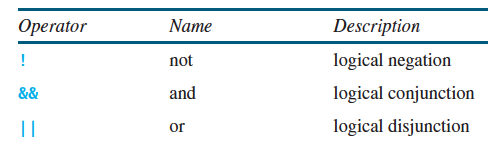 Operator Name Description
! not logical negation
&& and logical conjunction
|| or logical disjunction